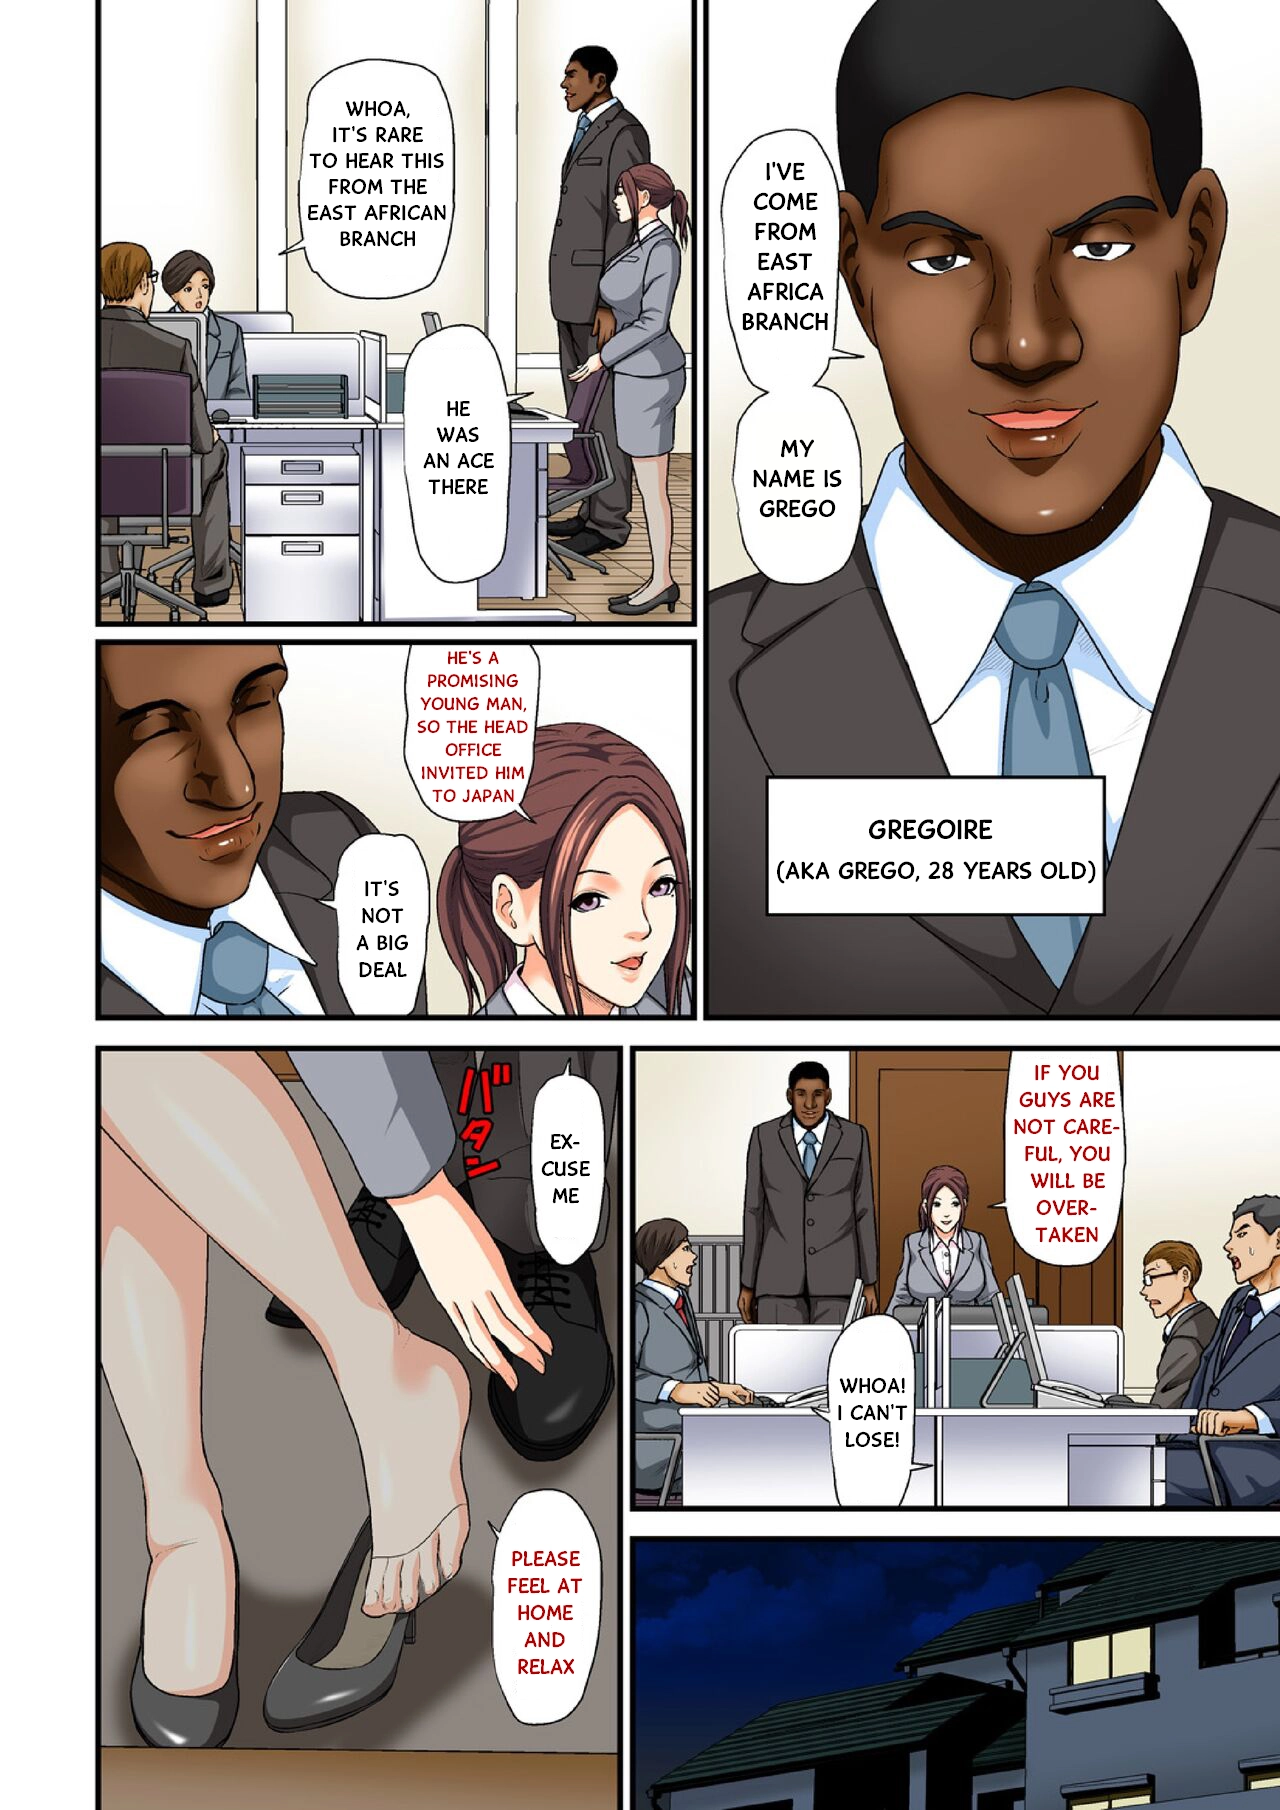 I'VE
COME
FROM
EAST
AFRICA
BRANCH
MY
NAME IS
GREGO
GREGOIRE
(AKA GREGO, 28 YEARS OLD)
WHOA,
IT'S RARE
TO HEAR THIS
FROM THE
EAST AFRICAN
BRANCH
HE
WAS
AN ACE
THERE
HE'S A
PROMISING
YOUNG MAN,
SO THE HEAD
OFFICE
INVITED HIM
TO JAPAN
IT'S
NOT
A BIG
DEAL
IF YOU
GUYS ARE
NOT CARE-
FUL, YOU
WILL BE
OVER-
TAKEN
WHOA!
I CAN'T
LOSE!
EX-
CUSE
ME
バタン
PLEASE
FEEL AT
HOME
AND
RELAX